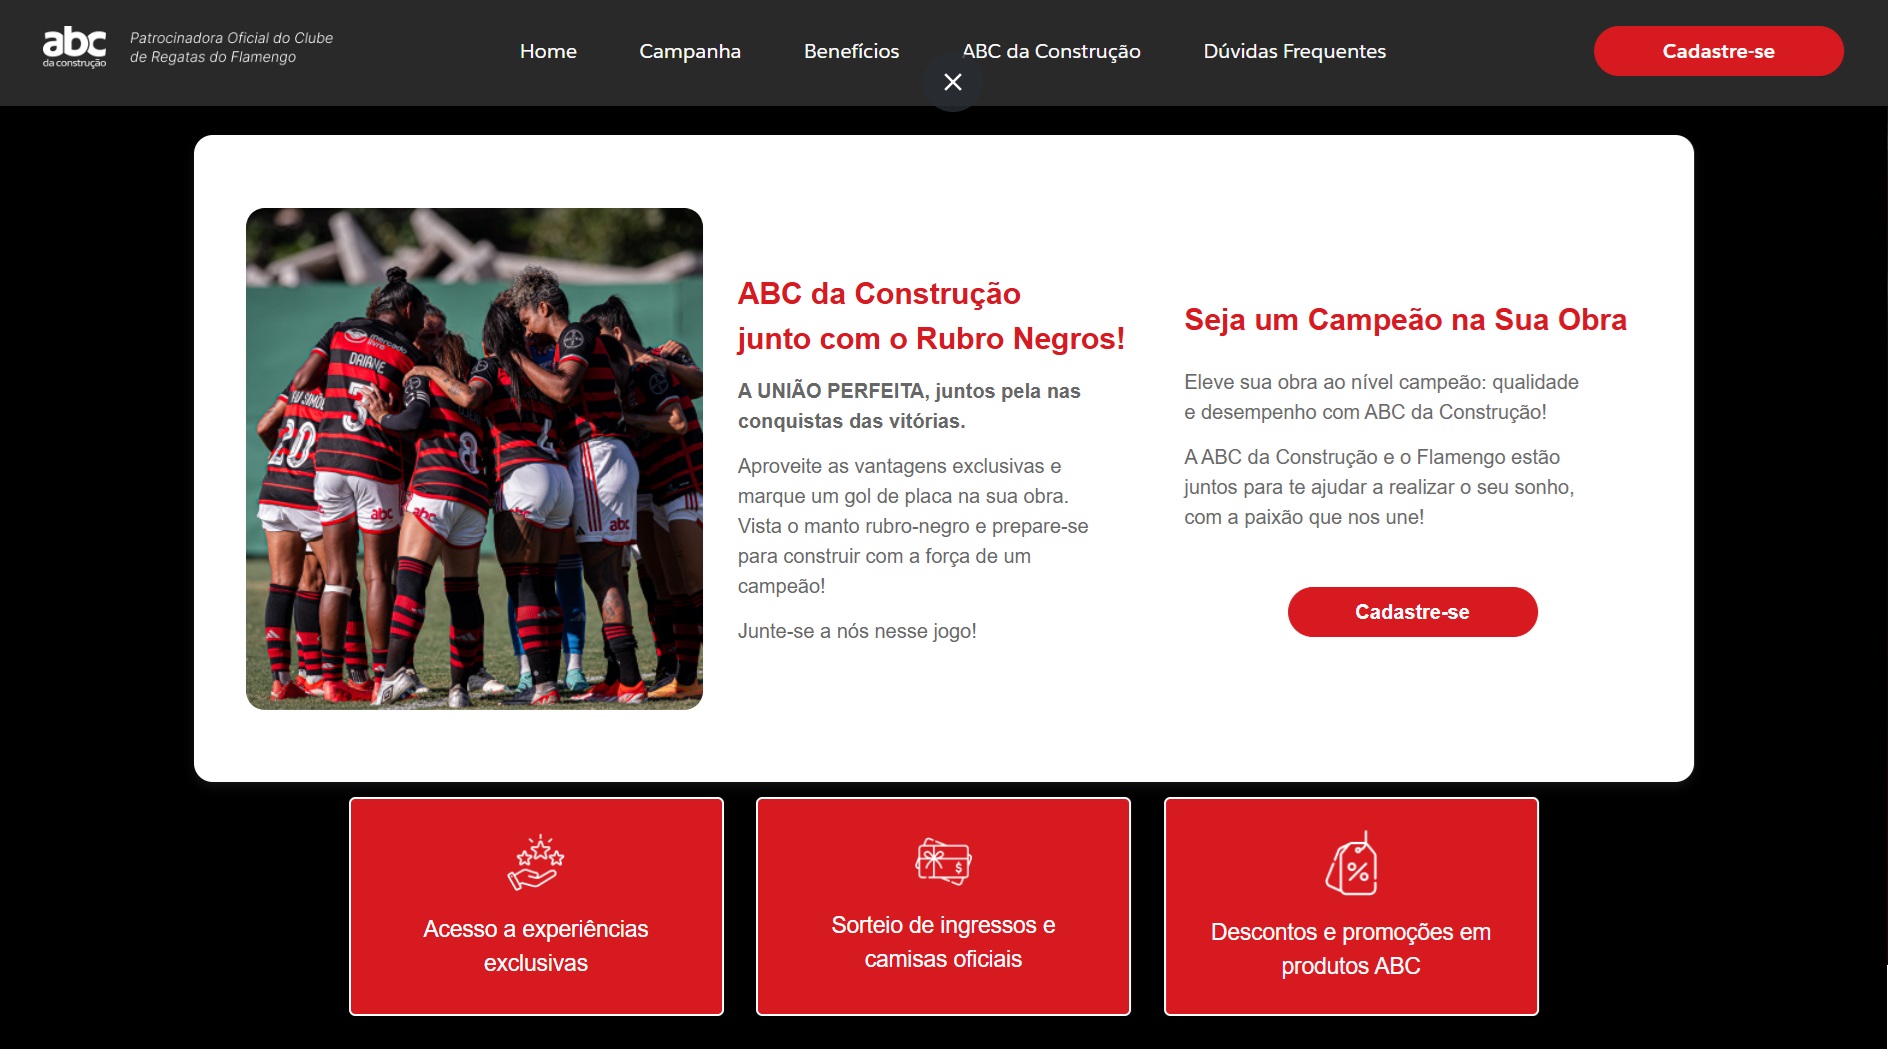 abc
da construção
Patrocinadora Oficial do Clube
de Regatas do Flamengo
Home
Campanha
Benefícios
ABC da Construção
Dúvidas Frequentes
Cadastre-se
mercado
livre
DAIANE
3
20
8
4
abc
abc
abc
abc
ABC da Construção
junto com o Rubro Negros!
A UNIÃO PERFEITA, juntos pela nas
conquistas das vitórias.
Aproveite as vantagens exclusivas e
marque um gol de placa na sua obra.
Vista o manto rubro-negro e prepare-se
para construir com a força de um
campeão!
Junte-se a nós nesse jogo!
Seja um Campeão na Sua Obra
Eleve sua obra ao nível campeão: qualidade
e desempenho com ABC da Construção!
A ABC da Construção e o Flamengo estão
juntos para te ajudar a realizar o seu sonho,
com a paixão que nos une!
Cadastre-se
Acesso a experiências
exclusivas
Sorteio de ingressos e
camisas oficiais
Descontos e promoções em
produtos ABC